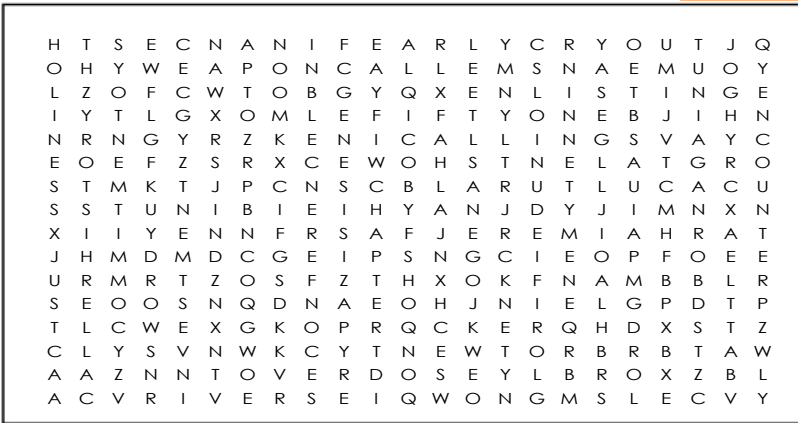 H T S E C N A N I F E A R L Y C R Y O U T J Q
O H Y W E A P O N C A L L E M S N A E M U O Y
L Z O F C W T O B G Y Q X E N L I S T I N G E
I Y T L G X O M L E F I F T Y O N E B J I H N
N R N G Y R Z K E N I C A L L I N G S V A Y C
E O E F Z S R X C E W O H S T N E L A T G R O
S T M K T J P C N S C B L A R U T L U C A C U
S S T U N I B I E I H Y A N J D Y J I M N X N
X I I Y E N N F R S A F J E R E M I A H R A T
J H M D M D C G E I P S N G C I E O P F O E E
U R M R T Z O S F Z T H X O K F N A M B B L R
S E O O S N Q D N A E O H J N I E L G P D T P
T L C W E X G K O P R Q C K E R Q H D X S T Z
C L Y S V N W K C Y T N E W T O R B R B T A W
A A Z N N T O V E R D O S E Y L B R O X Z B L
A C V R I V E R S E I Q W O N G M S L E C V Y